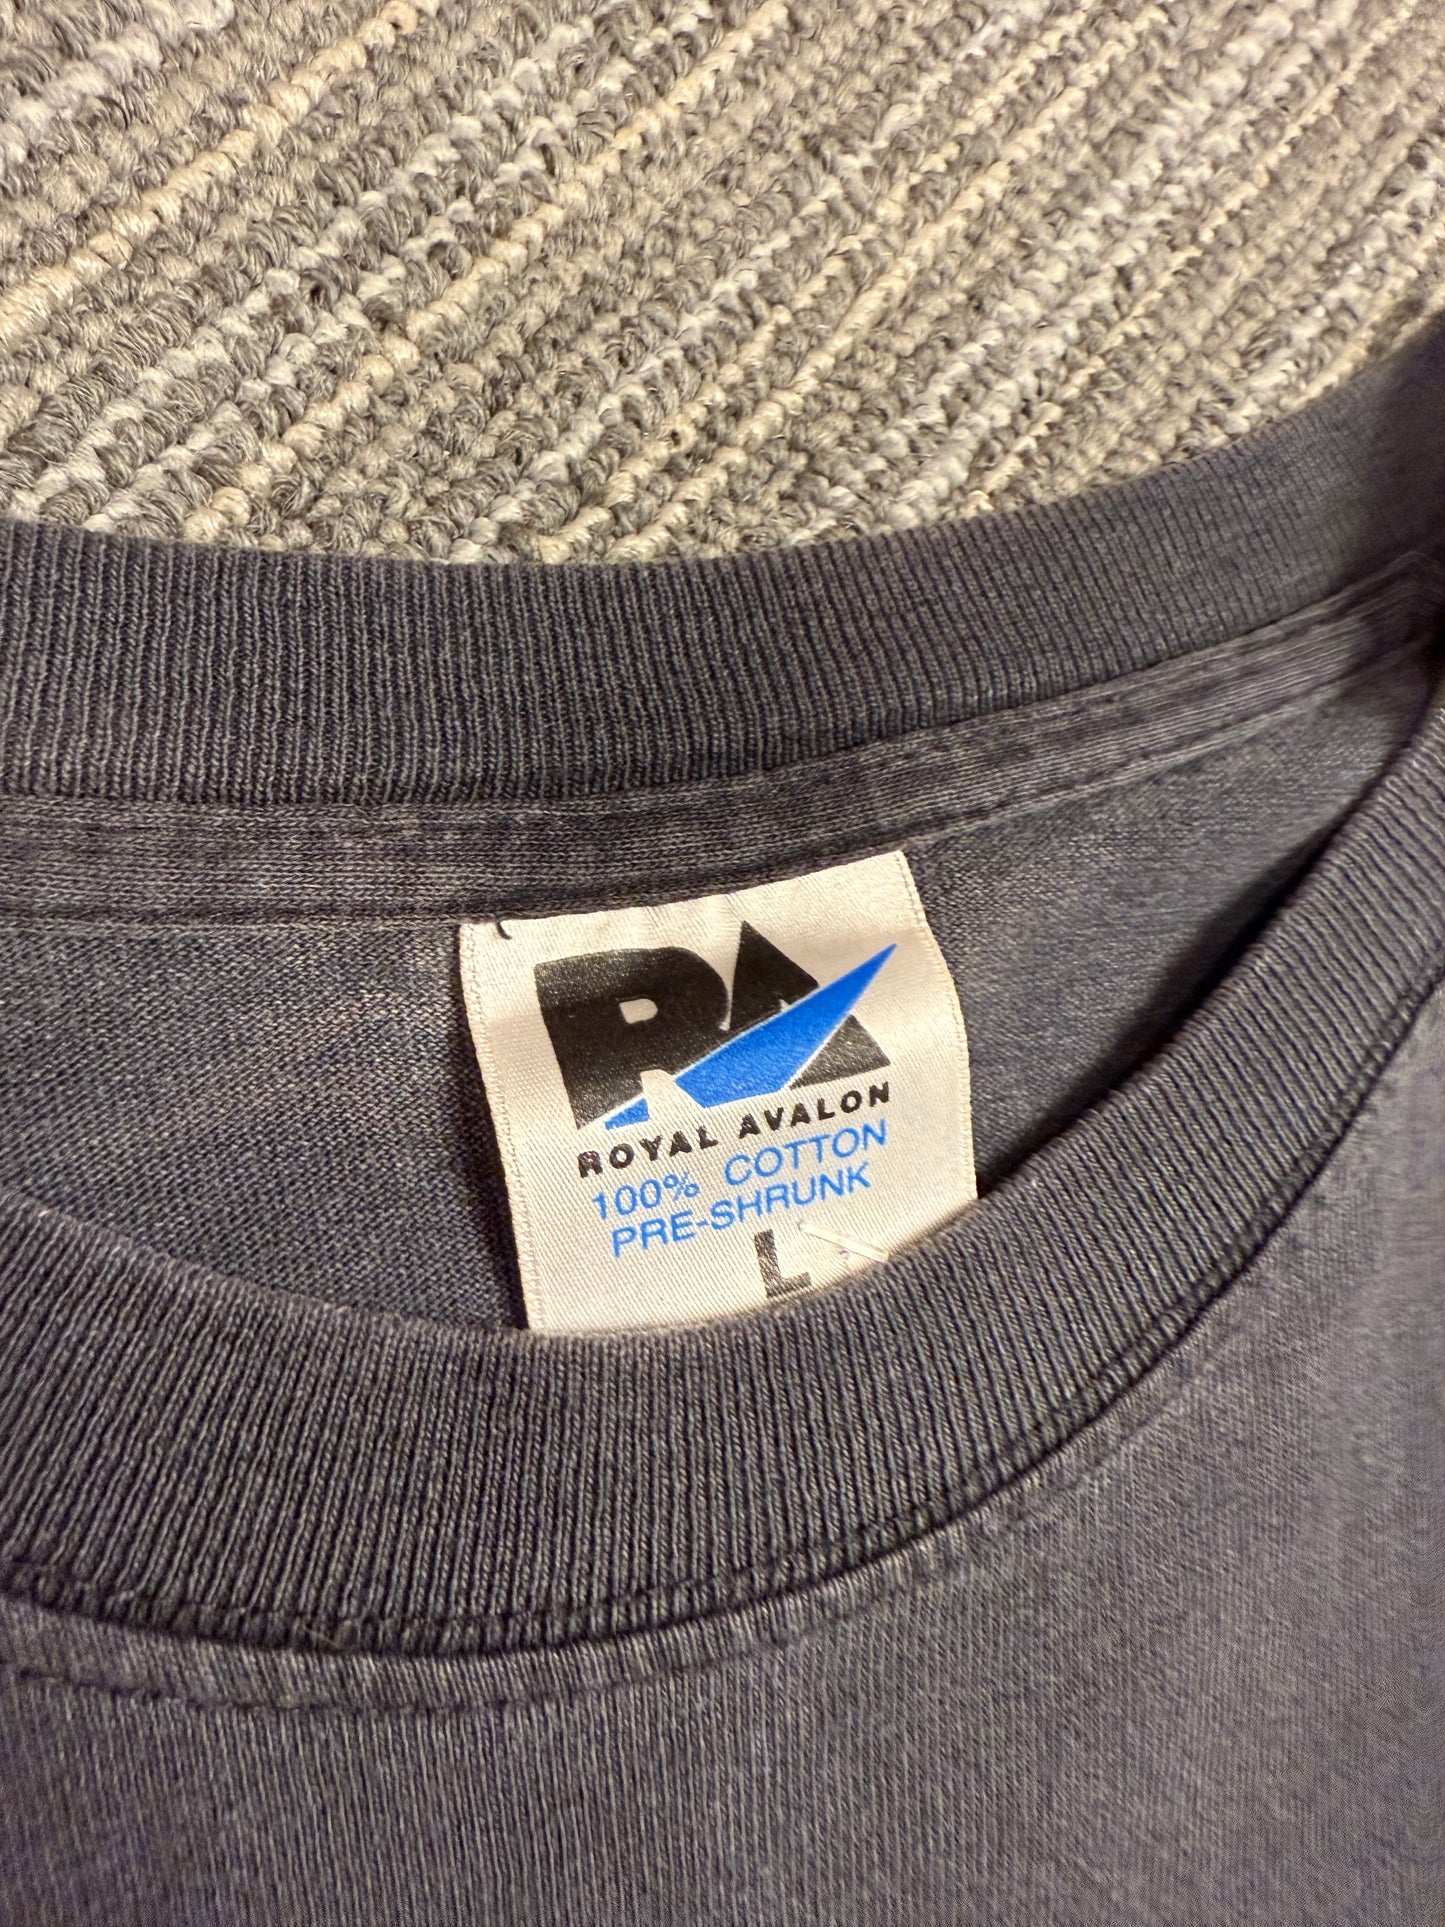 RA
ROYAL AVALON
100% COTTON
PRE-SHRUNK
L